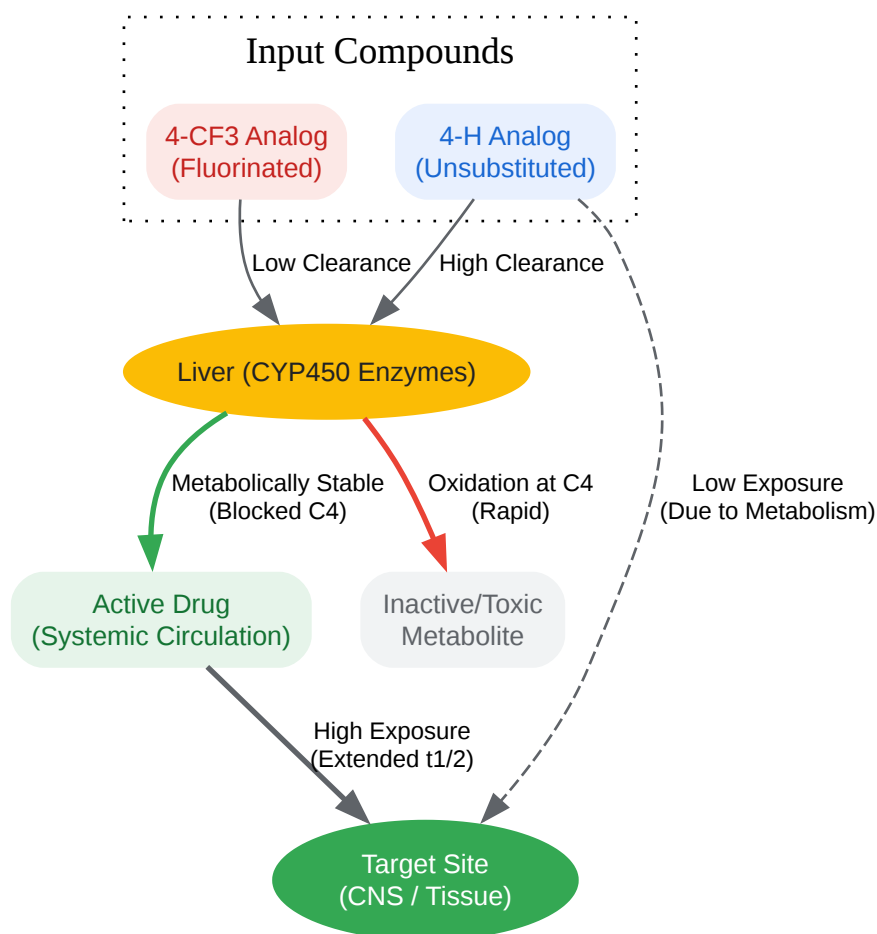 Input Compounds
4-CF3 Analog
(Fluorinated)
4-H Analog
(Unsubstituted)
Low Clearance
High Clearance
Liver (CYP450 Enzymes)
Metabolically Stable
(Blocked C4)
Oxidation at C4
(Rapid)
Low Exposure
(Due to Metabolism)
Active Drug
(Systemic Circulation)
Inactive/Toxic
Metabolite
High Exposure
(Extended t1/2)
Target Site
(CNS / Tissue)